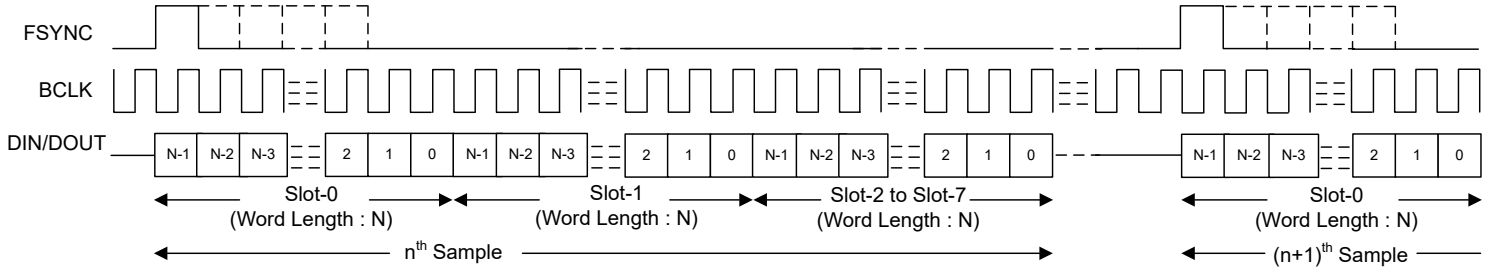 FSYNC
BCLK
DIN/DOUT
N-1 N-2 N-3 2 1 0 N-1 N-2 N-3 2 1 0 N-1 N-2 N-3 2 1 0 N-1 N-2 N-3 2 1 0
Slot-0 Slot-1 Slot-2 to Slot-7 Slot-0
(Word Length : N) (Word Length : N) (Word Length : N) (Word Length : N)
nth Sample (n+1)th Sample